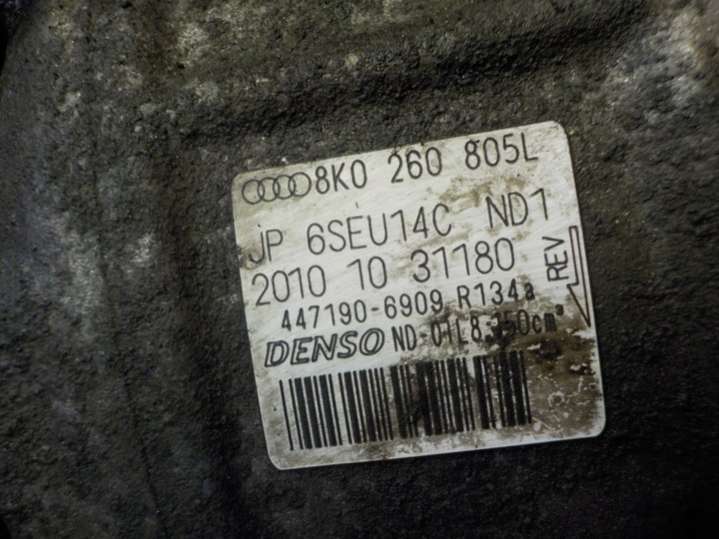 8K0 260 805L
JP 6SEU14C ND1
2010 10 31180
REV
447190-6909 R134a
DENSO ND-OIL8,150cm³